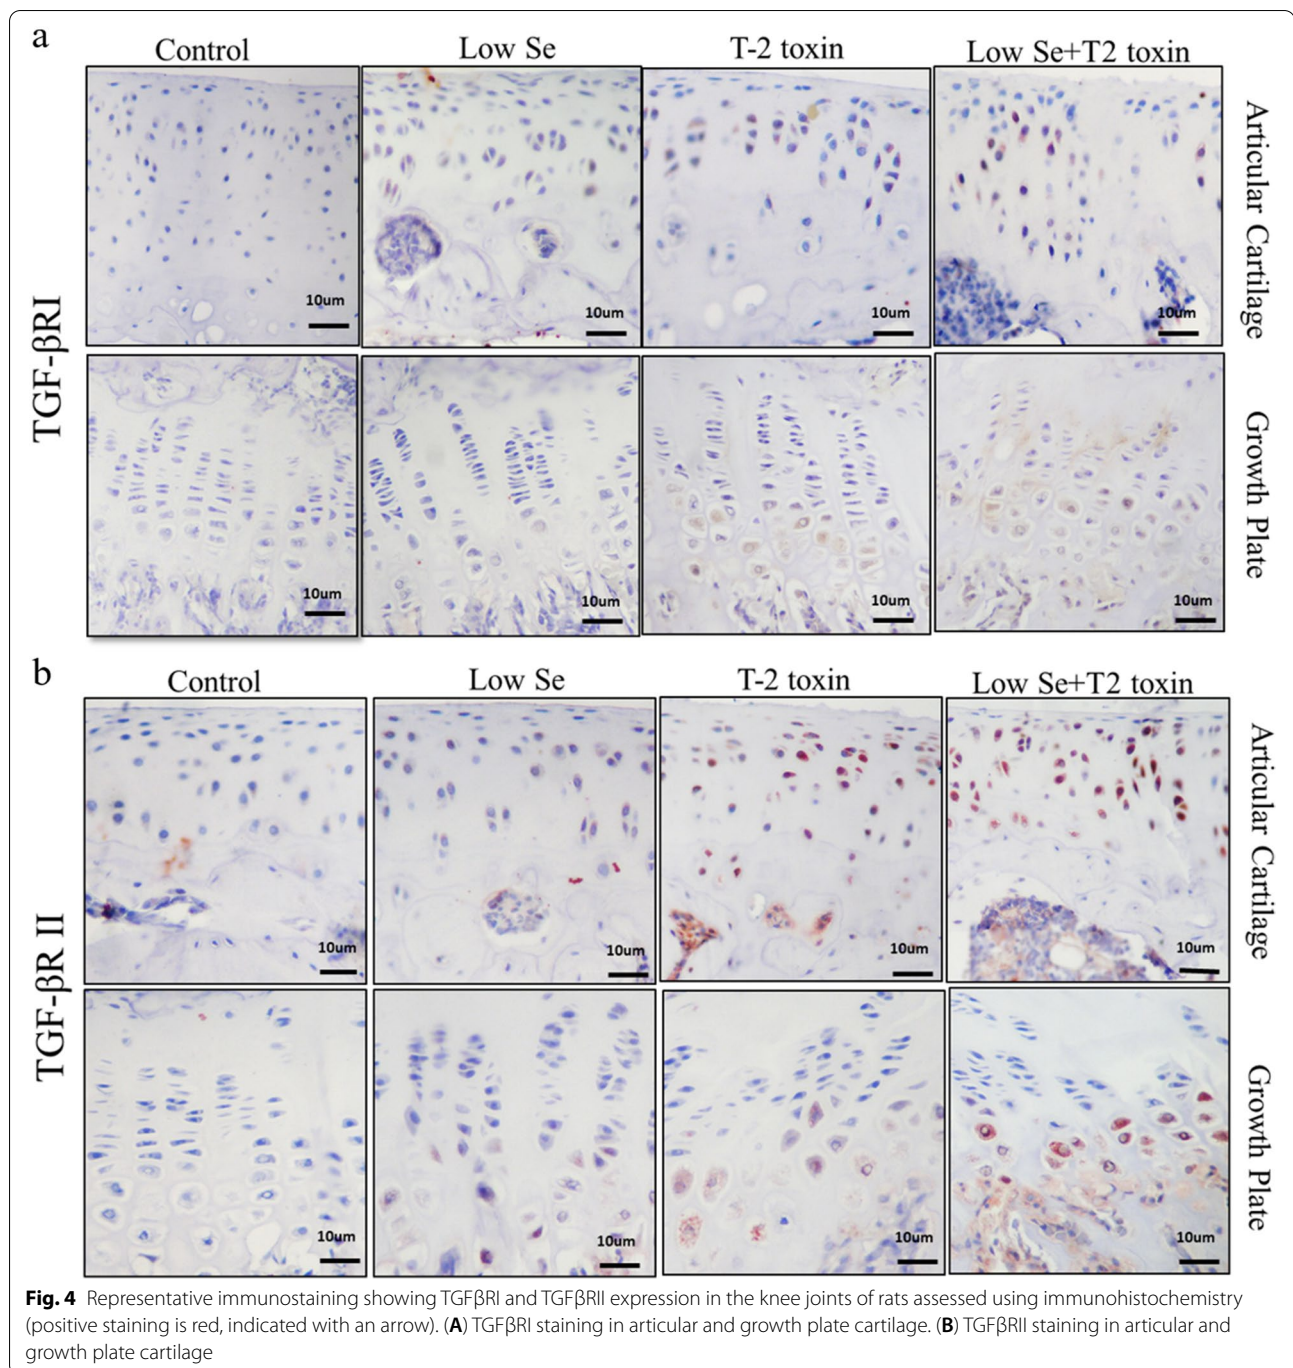 a
Control
Low Se
T-2 toxin
Low Se+T2 toxin
TGF-βRI
10um
10um
10um
10um
Articular Cartilage
10um
10um
10um
10um
Growth Plate
b
Control
Low Se
T-2 toxin
Low Se+T2 toxin
TGF-βR II
10um
10um
10um
10um
Articular Cartilage
10um
10um
10um
10um
Growth Plate
Fig. 4 Representative immunostaining showing TGFβRI and TGFβRII expression in the knee joints of rats assessed using immunohistochemistry
(positive staining is red, indicated with an arrow). (A) TGFβRI staining in articular and growth plate cartilage. (B) TGFβRII staining in articular and
growth plate cartilage